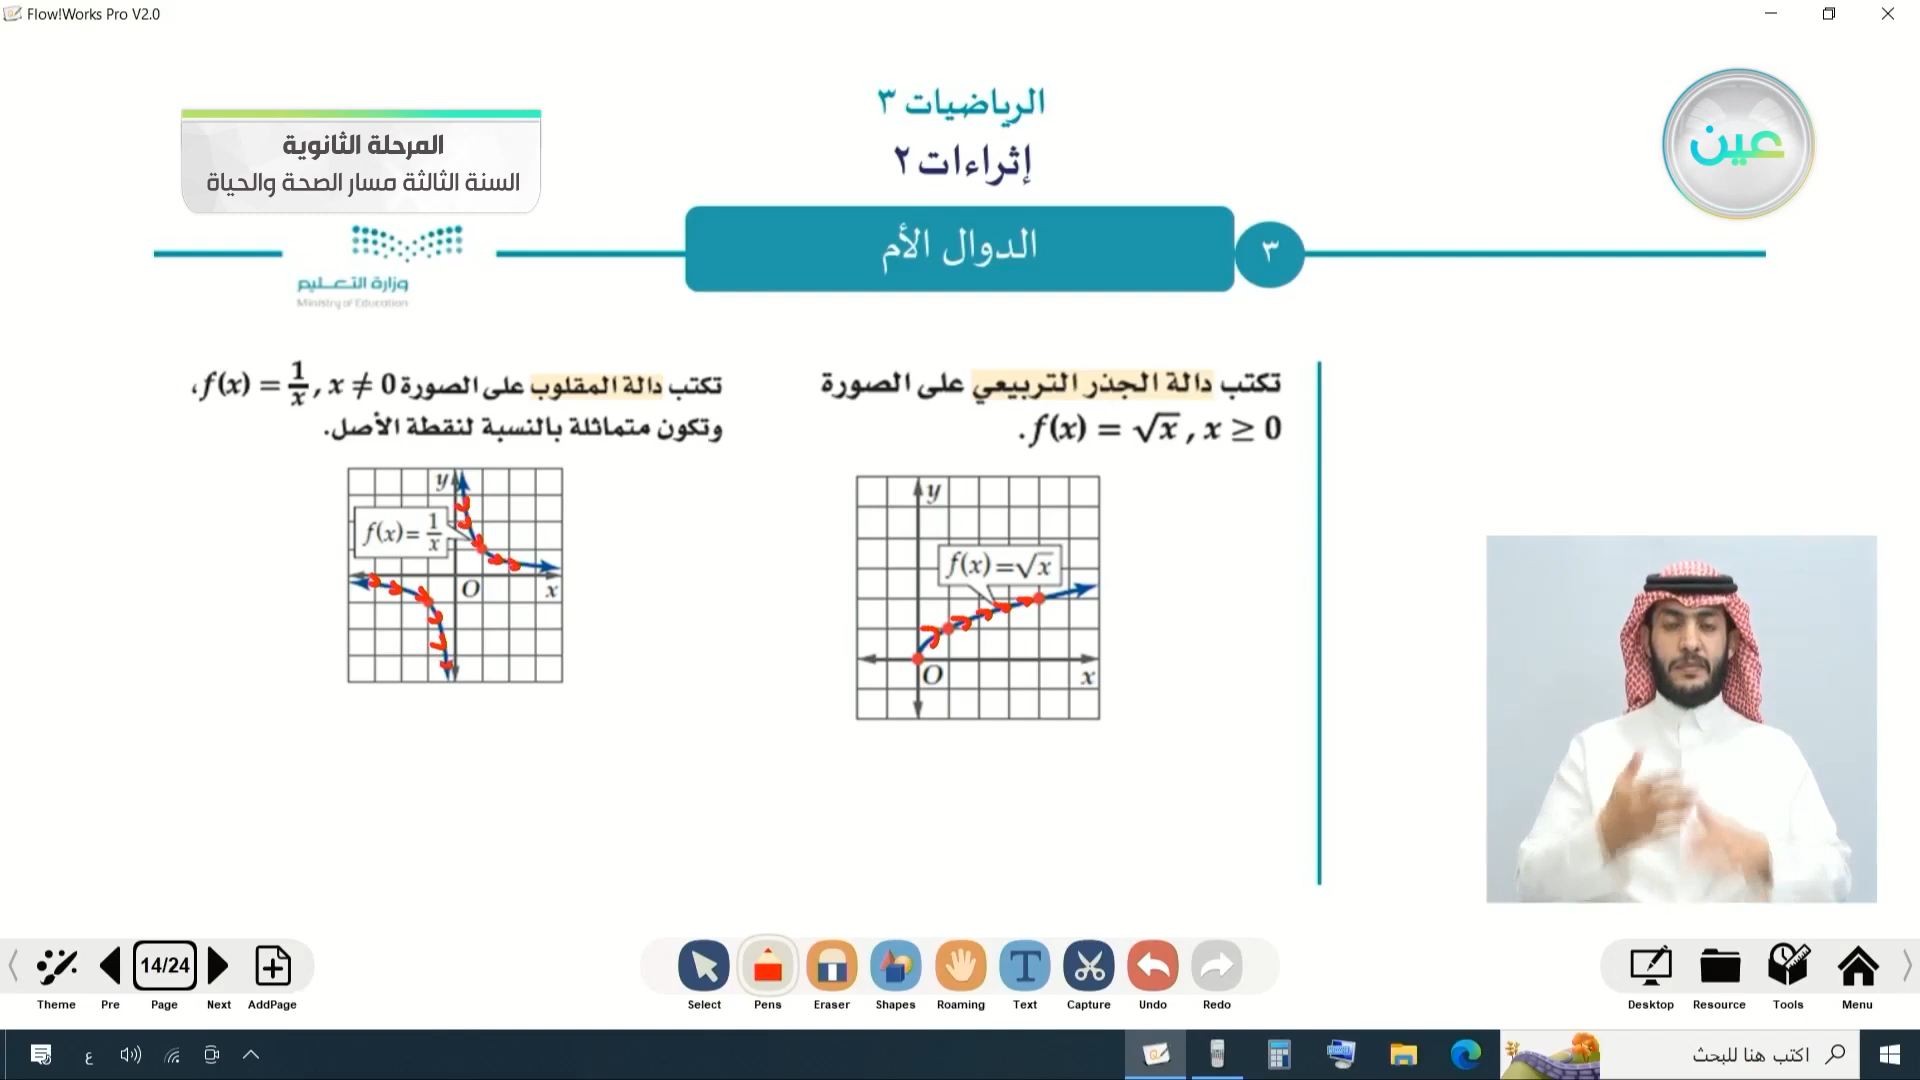 Flow!Works Pro V2.0
الرياضيات ٣
إثراءات ٢
عين
المرحلة الثانوية
السنة الثالثة مسار الصحة والحياة
وزارة التعليم
Ministry of Education
٣
الدوال الأم
تكتب دالة الجذر التربيعي على الصورة
f(x) = √x , x ≥ 0.
y
f(x)=√x
O
x
تكتب دالة المقلوب على الصورة f(x) = 1/x , x ≠ 0،
وتكون متماثلة بالنسبة لنقطة الأصل.
y
f(x)= 1/x
O
x
14/24
Theme
Pre
Page
Next
AddPage
Select
Pens
Eraser
Shapes
Roaming
T
Text
Capture
Undo
Redo
Desktop
Resource
Tools
Menu
ع
اكتب هنا للبحث